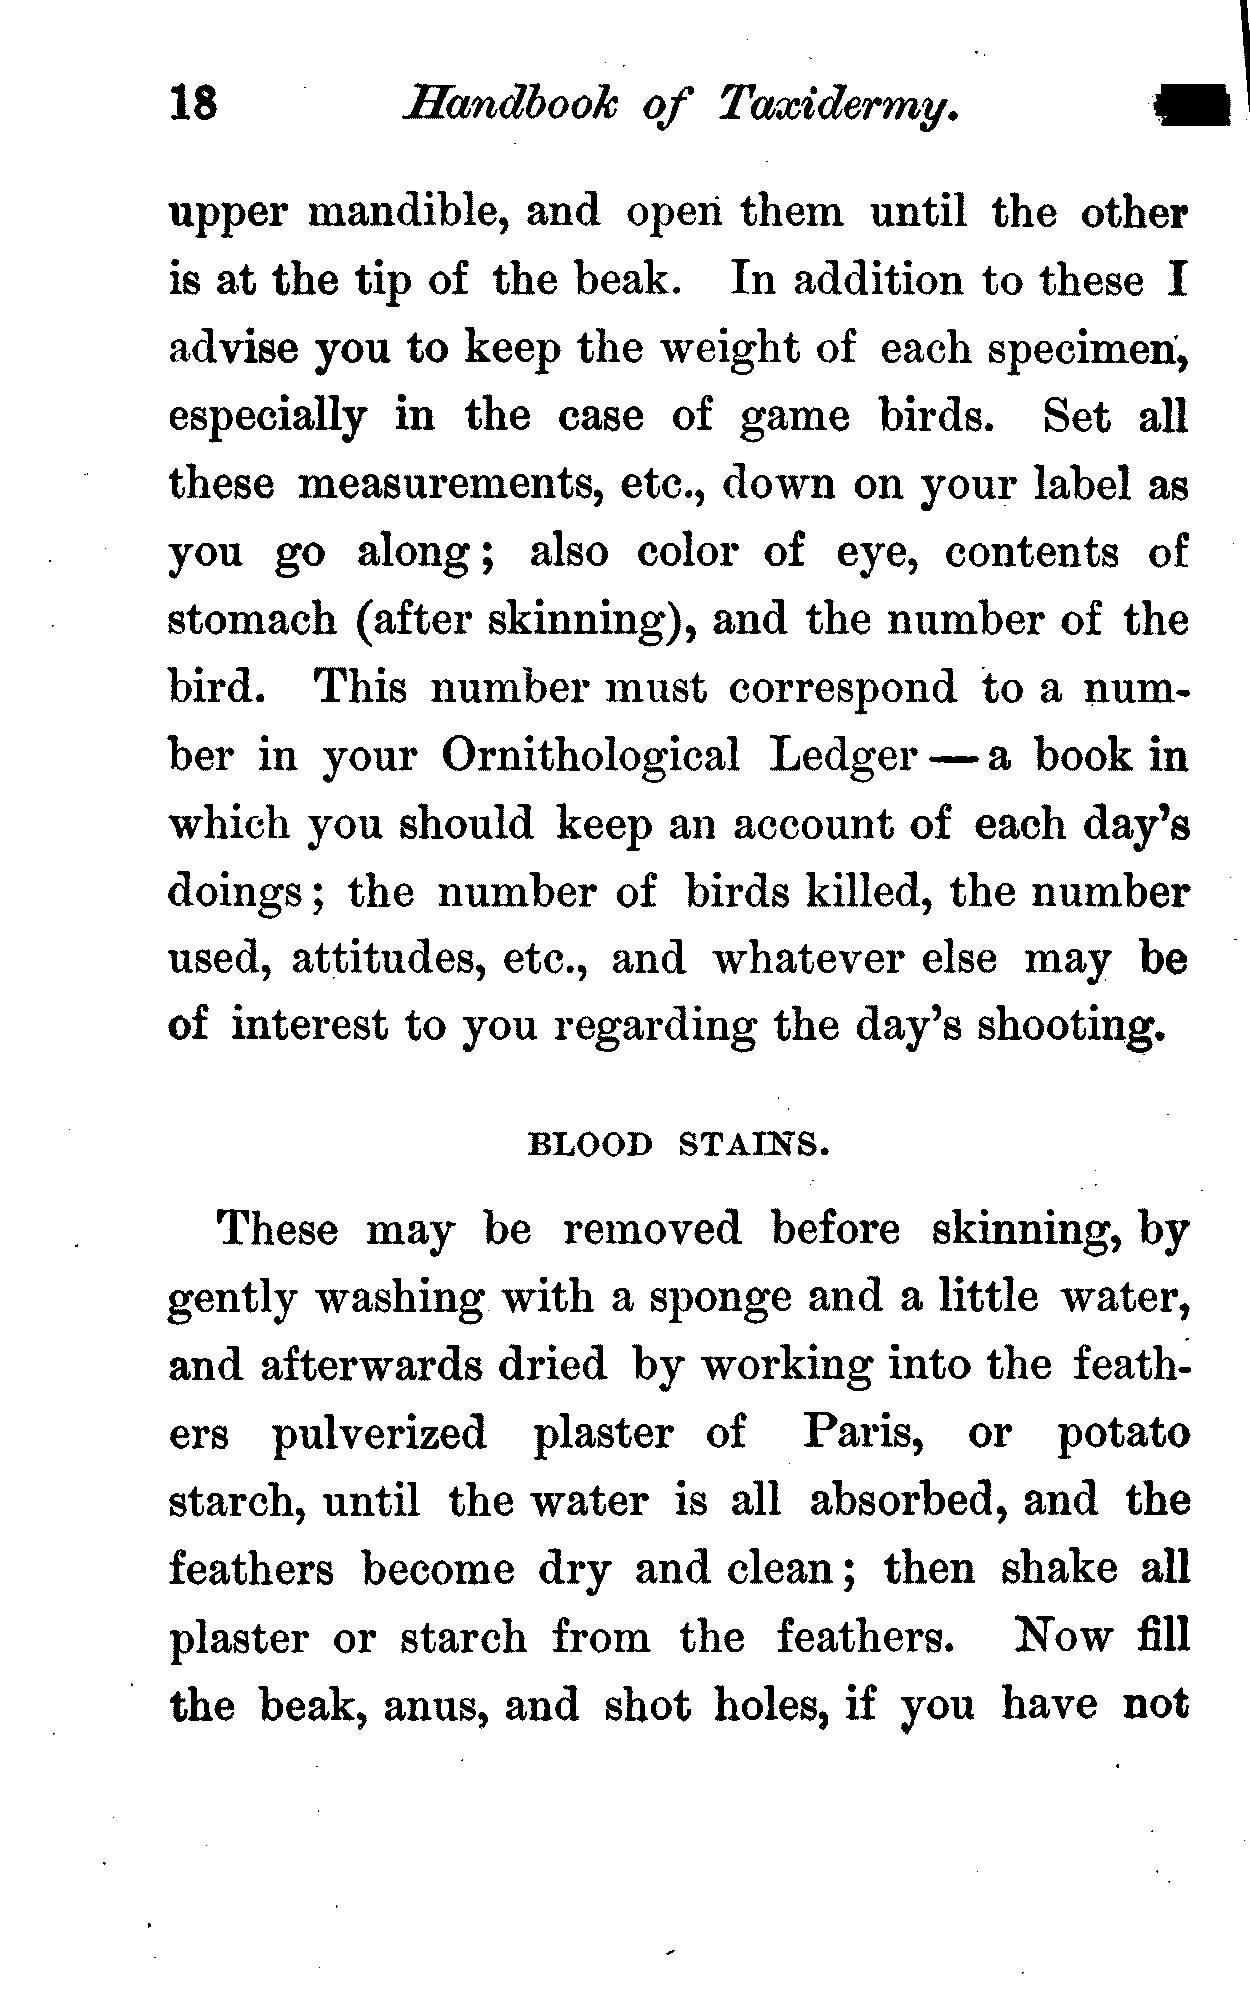 18 Handbook of Taxidermy.
upper mandible, and open them until the other
is at the tip of the beak. In addition to these I
advise you to keep the weight of each specimen,
especially in the case of game birds. Set all
these measurements, etc., down on your label as
you go along; also color of eye, contents of
stomach (after skinning), and the number of the
bird. This number must correspond to a num-
ber in your Ornithological Ledger — a book in
which you should keep an account of each day's
doings; the number of birds killed, the number
used, attitudes, etc., and whatever else may be
of interest to you regarding the day's shooting.
BLOOD STAINS.
These may be removed before skinning, by
gently washing with a sponge and a little water,
and afterwards dried by working into the feath-
ers pulverized plaster of Paris, or potato
starch, until the water is all absorbed, and the
feathers become dry and clean; then shake all
plaster or starch from the feathers. Now fill
the beak, anus, and shot holes, if you have not